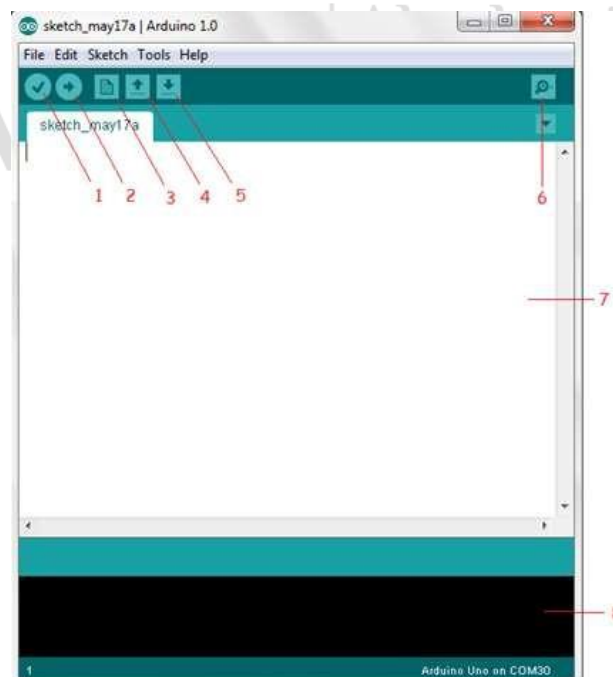 sketch_may17a | Arduino 1.0
File Edit Sketch Tools Help
sketch_may17a
1 2 3 4 5 6
7
1 Arduino Uno on COM30